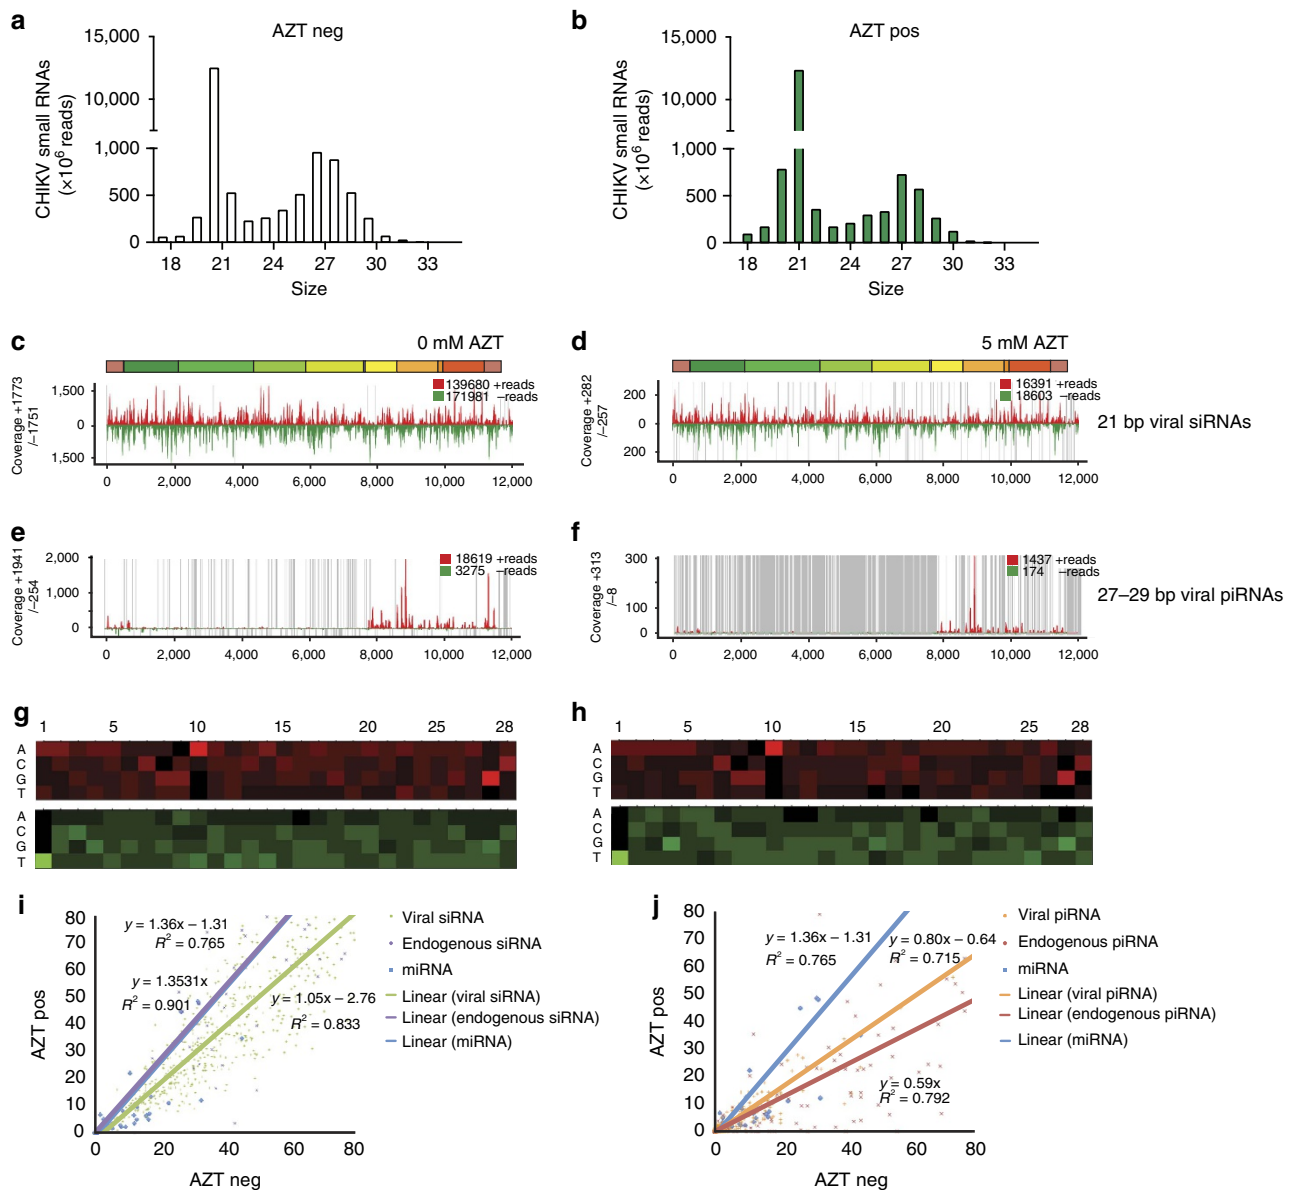 a
AZT neg
CHIKV small RNAs
(×10⁶ reads)
15,000
10,000
1,000
500
0
18 21 24 27 30 33
Size
b
AZT pos
CHIKV small RNAs
(×10⁶ reads)
15,000
10,000
1,000
500
0
18 21 24 27 30 33
Size
c
0 mM AZT
Coverage +1773
/−1751
1,500
0
1,500
139680 +reads
171981 −reads
0 2,000 4,000 6,000 8,000 10,000 12,000
d
5 mM AZT
Coverage +282
/−257
200
0
200
16391 +reads
18603 −reads
0 2,000 4,000 6,000 8,000 10,000 12,000
21 bp viral siRNAs
e
Coverage +1941
/−254
2,000
1,000
0
18619 +reads
3275 −reads
0 2,000 4,000 6,000 8,000 10,000 12,000
f
Coverage +313
/−8
300
100
0
1437 +reads
174 −reads
0 2,000 4,000 6,000 8,000 10,000 12,000
27–29 bp viral piRNAs
g
1 5 10 15 20 25 28
A
C
G
T
A
C
G
T
h
1 5 10 15 20 25 28
A
C
G
T
A
C
G
T
i
AZT pos
80
70
60
50
40
30
20
10
0
y = 1.36x − 1.31
R² = 0.765
y = 1.3531x
R² = 0.901
y = 1.05x − 2.76
R² = 0.833
0 20 40 60 80
AZT neg
Viral siRNA
Endogenous siRNA
miRNA
Linear (viral siRNA)
Linear (endogenous siRNA)
Linear (miRNA)
j
AZT pos
80
70
60
50
40
30
20
10
0
y = 1.36x − 1.31
R² = 0.765
y = 0.80x − 0.64
R² = 0.715
y = 0.59x
R² = 0.792
0 20 40 60 80
AZT neg
Viral piRNA
Endogenous piRNA
miRNA
Linear (viral piRNA)
Linear (endogenous piRNA)
Linear (miRNA)